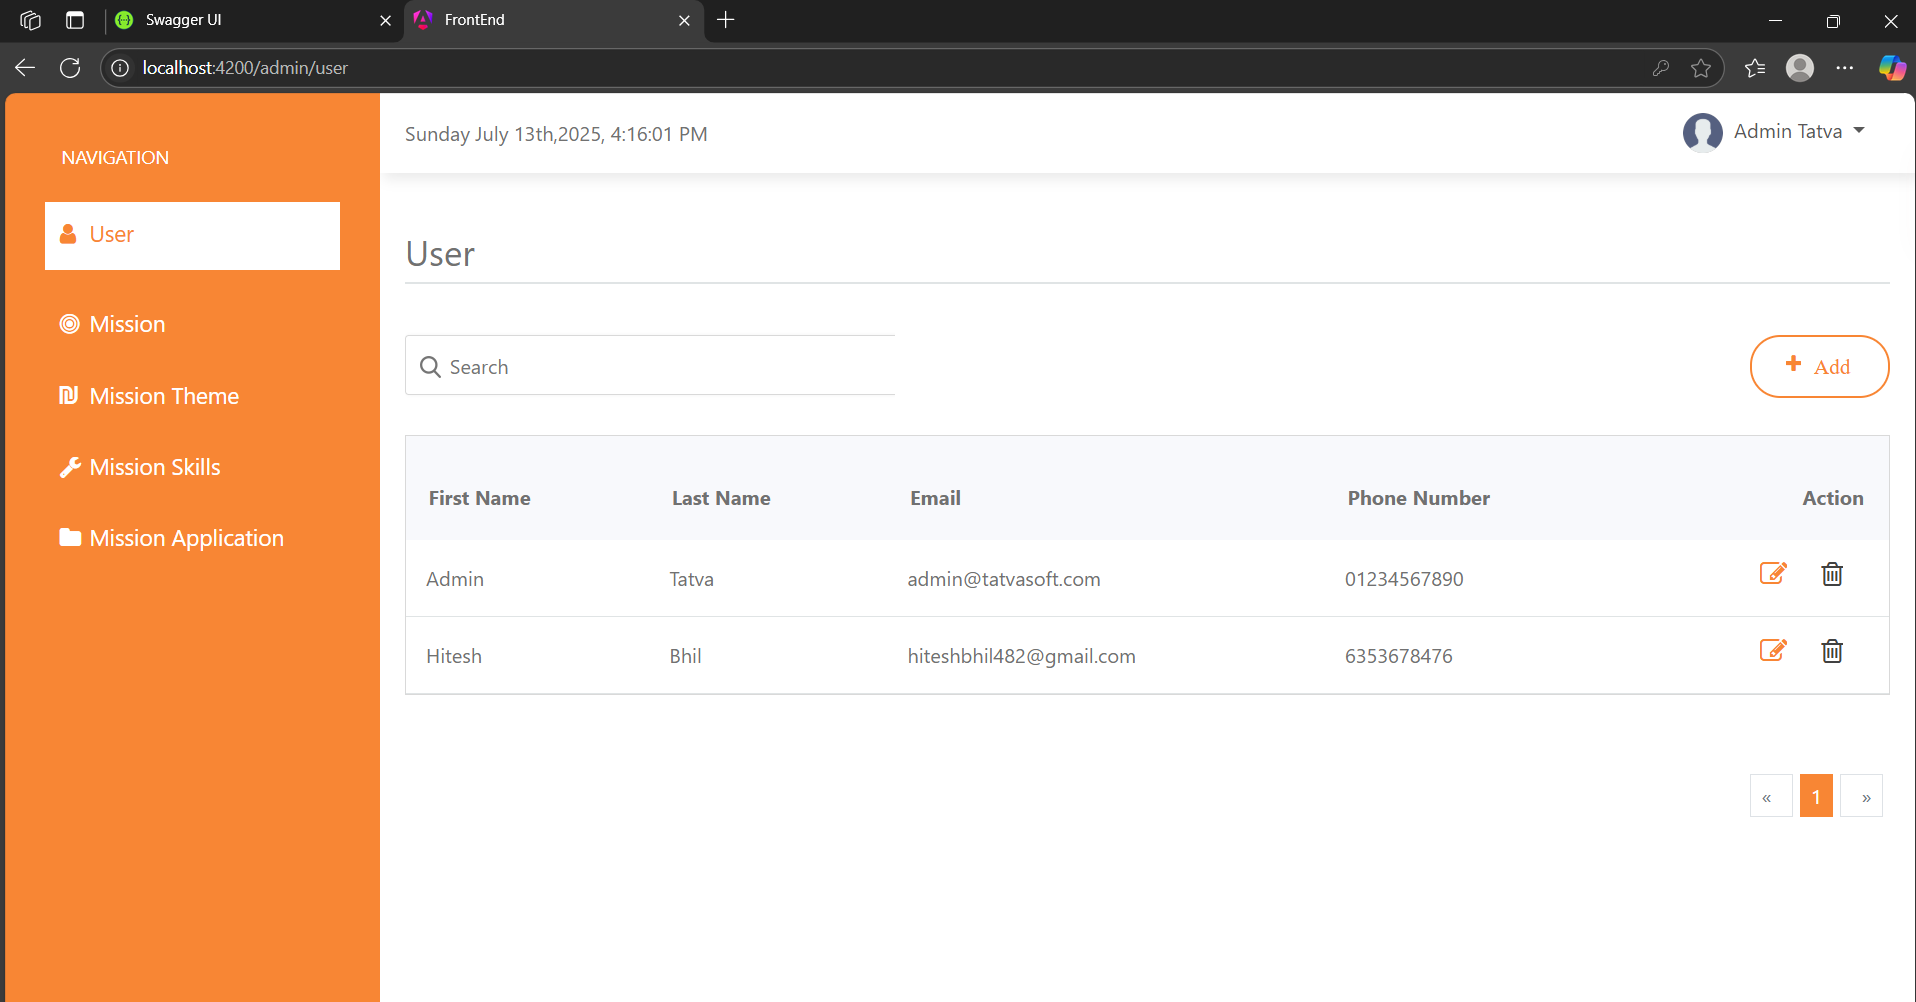 Swagger UI
FrontEnd
localhost:4200/admin/user
NAVIGATION
User
Mission
Mission Theme
Mission Skills
Mission Application
Sunday July 13th,2025, 4:16:01 PM
Admin Tatva
User
Search
+ Add
First Name Last Name Email Phone Number Action
Admin Tatva admin@tatvasoft.com 01234567890
Hitesh Bhil hiteshbhil482@gmail.com 6353678476
« 1 »